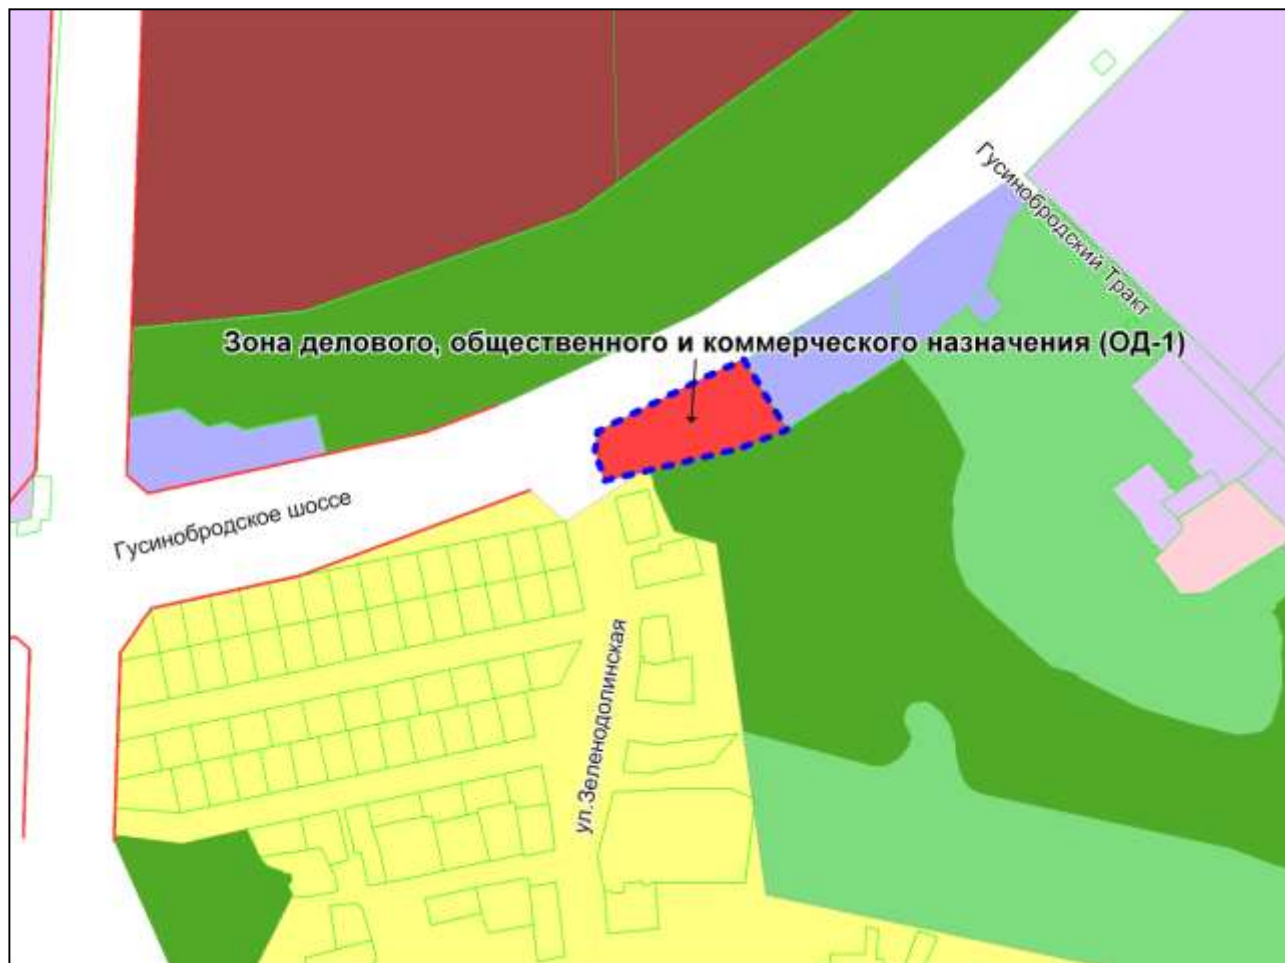 Гусинобродский Тракт
Зона делового, общественного и коммерческого назначения (ОД-1)
Гусинобродское шоссе
ул.Зеленодолинская